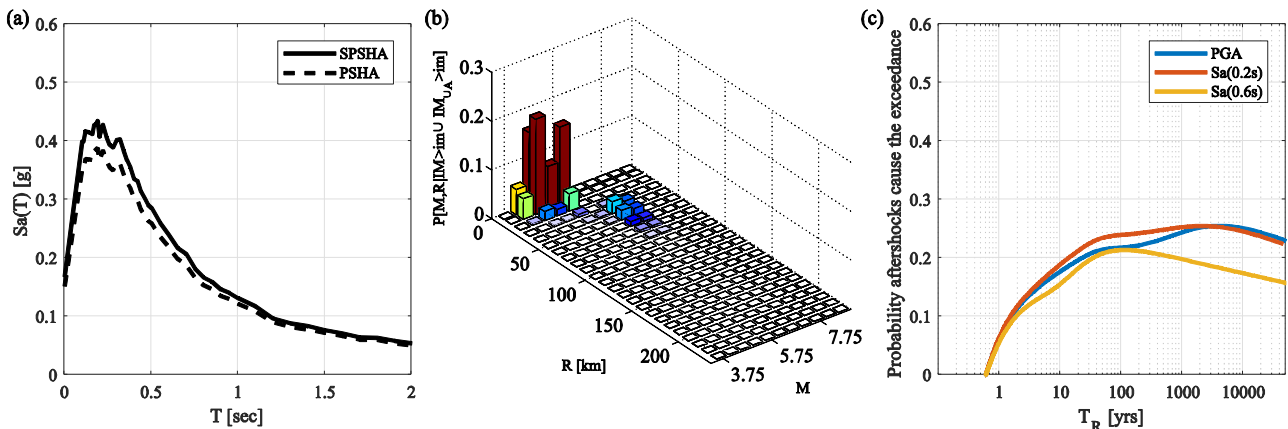 (a)
0.6
0.5
0.4
0.3
0.2
0.1
0
Sa(T) [g]
SPSHA
PSHA
0
0.5
1
1.5
2
T [sec]
(b)
P[M,R|IM>im∪ IM_UA>im]
0.3
0.2
0.1
0
0
50
100
150
200
R [km]
3.75
5.75
7.75
M
(c)
Probability aftershocks cause the exceedance
0.6
0.5
0.4
0.3
0.2
0.1
0
PGA
Sa(0.2s)
Sa(0.6s)
1
10
100
1000
10000
T_R [yrs]